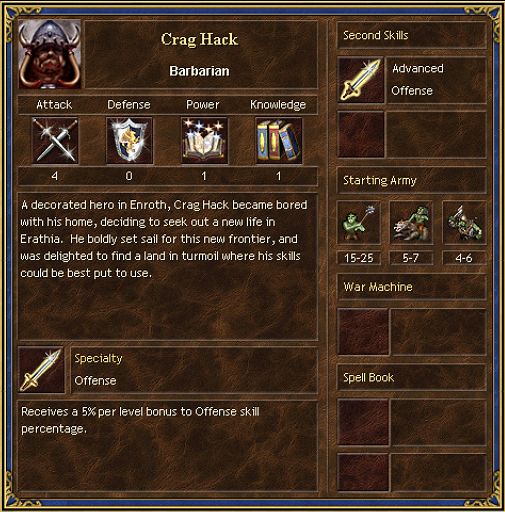 Crag Hack
Barbarian
Attack Defense Power Knowledge
4 0 1 1
A decorated hero in Enroth, Crag Hack became bored
with his home, deciding to seek out a new life in
Erathia. He boldly set sail for this new frontier, and
was delighted to find a land in turmoil where his skills
could be best put to use.
Specialty
Offense
Receives a 5% per level bonus to Offense skill
percentage.
Second Skills
Advanced
Offense
Starting Army
15-25 5-7 4-6
War Machine
Spell Book